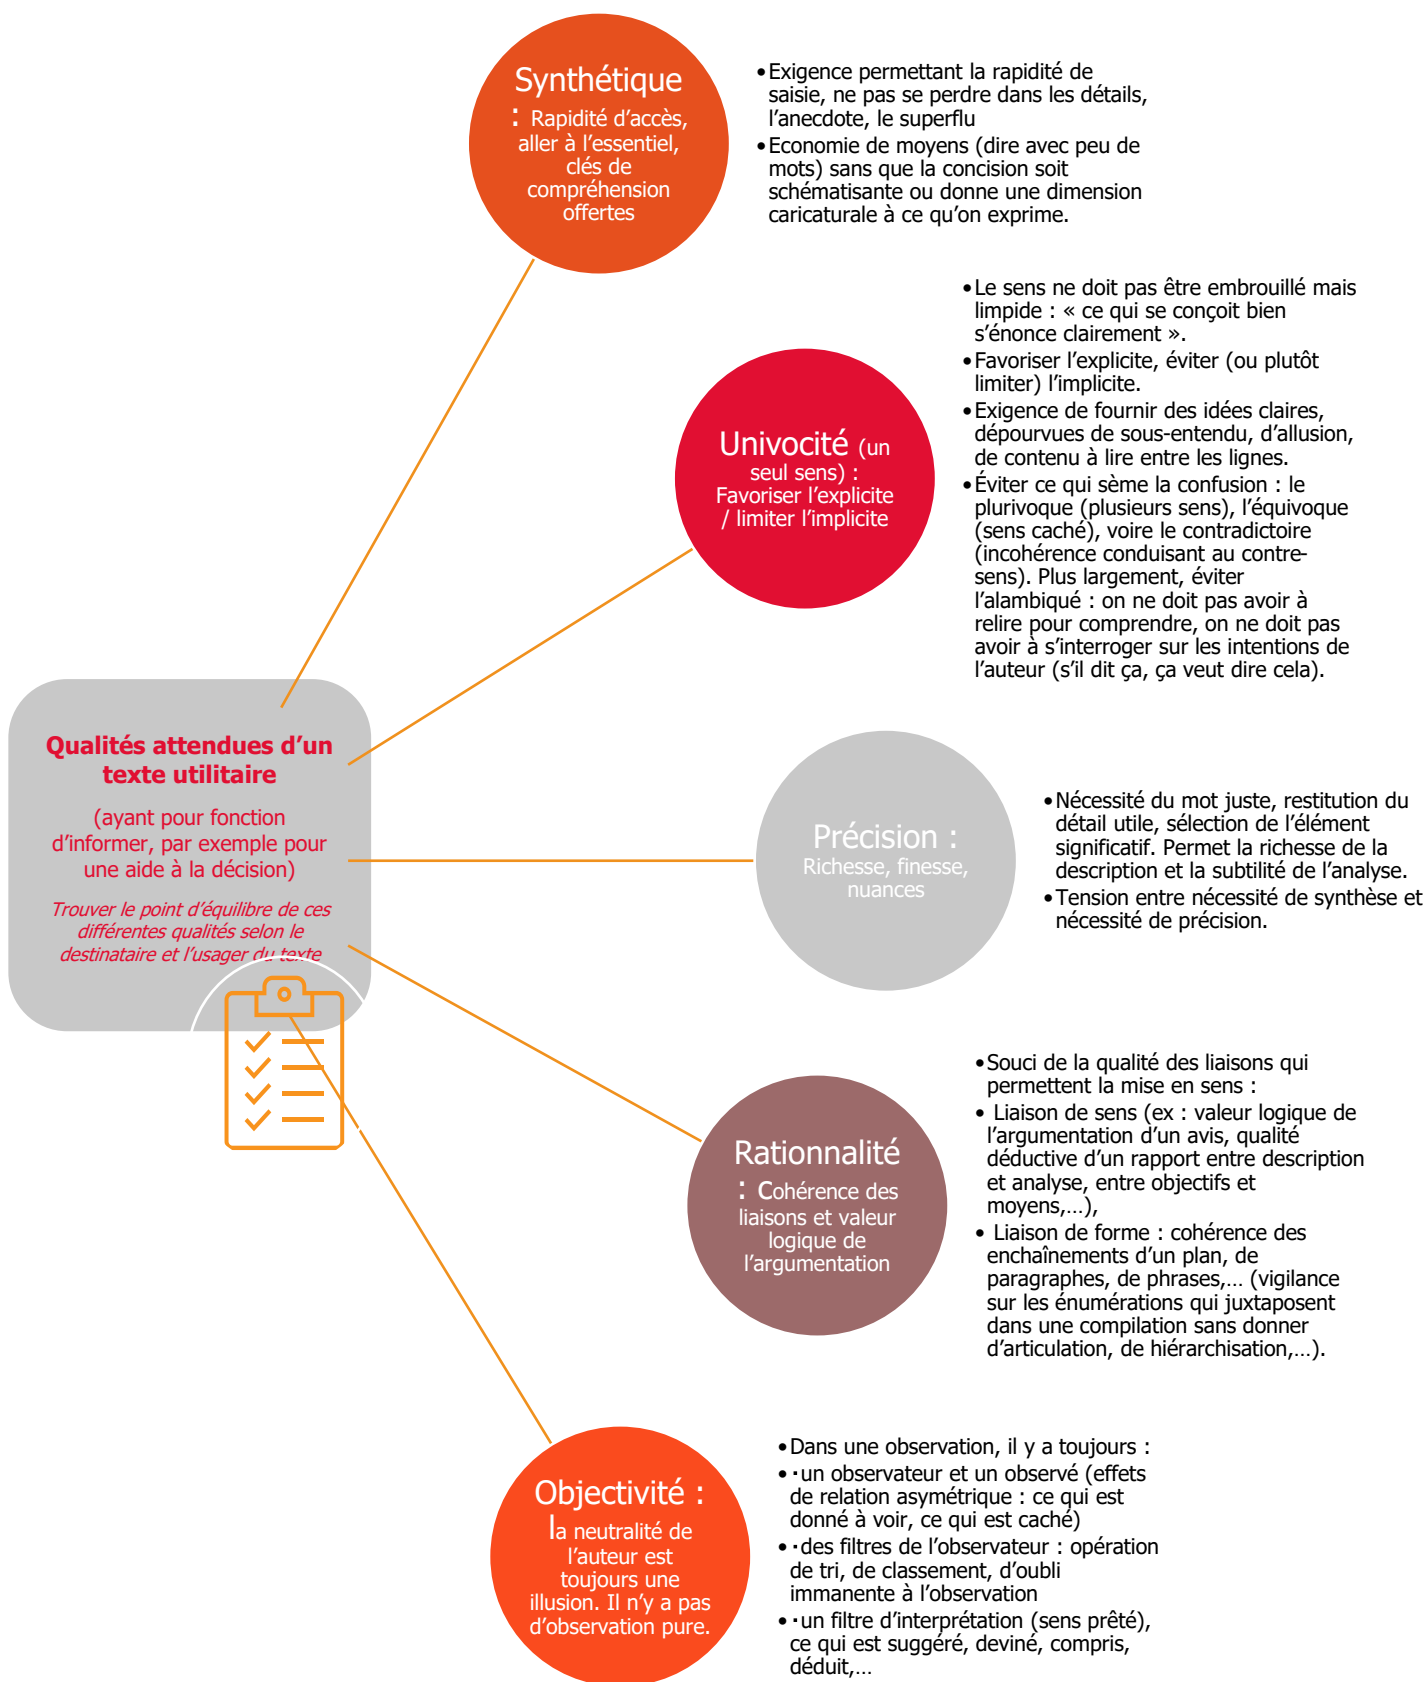 Qualités attendues d’un
texte utilitaire
(ayant pour fonction
d’informer, par exemple pour
une aide à la décision)
Trouver le point d’équilibre de ces
différentes qualités selon le
destinataire et l’usager du texte
Synthétique
: Rapidité d’accès,
aller à l’essentiel,
clés de
compréhension
offertes
•Exigence permettant la rapidité de
saisie, ne pas se perdre dans les détails,
l’anecdote, le superflu
•Economie de moyens (dire avec peu de
mots) sans que la concision soit
schématisante ou donne une dimension
caricaturale à ce qu’on exprime.
Univocité (un
seul sens) :
Favoriser l’explicite
/ limiter l’implicite
•Le sens ne doit pas être embrouillé mais
limpide : « ce qui se conçoit bien
s’énonce clairement ».
•Favoriser l’explicite, éviter (ou plutôt
limiter) l’implicite.
•Exigence de fournir des idées claires,
dépourvues de sous-entendu, d’allusion,
de contenu à lire entre les lignes.
•Éviter ce qui sème la confusion : le
plurivoque (plusieurs sens), l’équivoque
(sens caché), voire le contradictoire
(incohérence conduisant au contre-
sens). Plus largement, éviter
l’alambiqué : on ne doit pas avoir à
relire pour comprendre, on ne doit pas
avoir à s’interroger sur les intentions de
l’auteur (s’il dit ça, ça veut dire cela).
Précision :
Richesse, finesse,
nuances
•Nécessité du mot juste, restitution du
détail utile, sélection de l’élément
significatif. Permet la richesse de la
description et la subtilité de l’analyse.
•Tension entre nécessité de synthèse et
nécessité de précision.
Rationnalité
: Cohérence des
liaisons et valeur
logique de
l’argumentation
•Souci de la qualité des liaisons qui
permettent la mise en sens :
• Liaison de sens (ex : valeur logique de
l’argumentation d’un avis, qualité
déductive d’un rapport entre description
et analyse, entre objectifs et
moyens,…),
• Liaison de forme : cohérence des
enchaînements d’un plan, de
paragraphes, de phrases,… (vigilance
sur les énumérations qui juxtaposent
dans une compilation sans donner
d’articulation, de hiérarchisation,…).
Objectivité :
la neutralité de
l’auteur est
toujours une
illusion. Il n’y a pas
d’observation pure.
•Dans une observation, il y a toujours :
•·un observateur et un observé (effets
de relation asymétrique : ce qui est
donné à voir, ce qui est caché)
•·des filtres de l’observateur : opération
de tri, de classement, d’oubli
immanente à l’observation
•·un filtre d’interprétation (sens prêté),
ce qui est suggéré, deviné, compris,
déduit,…